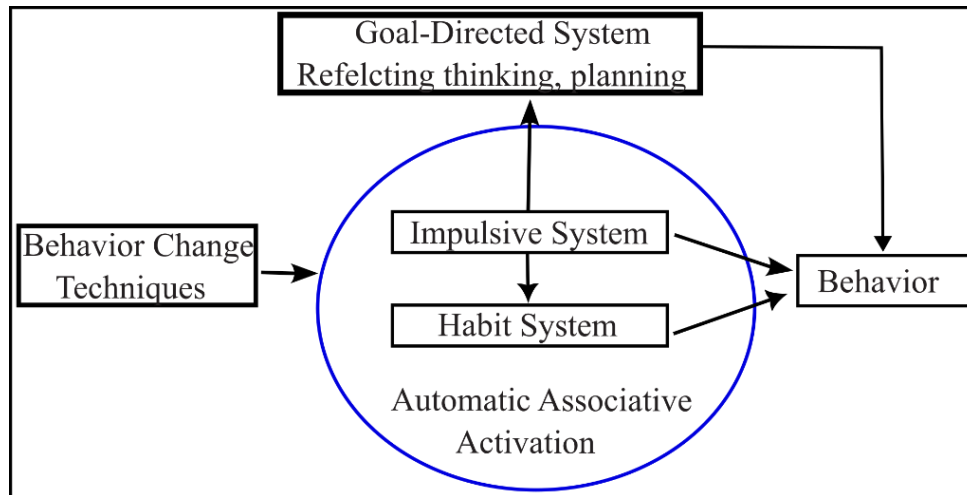 Goal-Directed System
Refelcting thinking, planning
Behavior Change
Techniques
Impulsive System
Habit System
Behavior
Automatic Associative
Activation